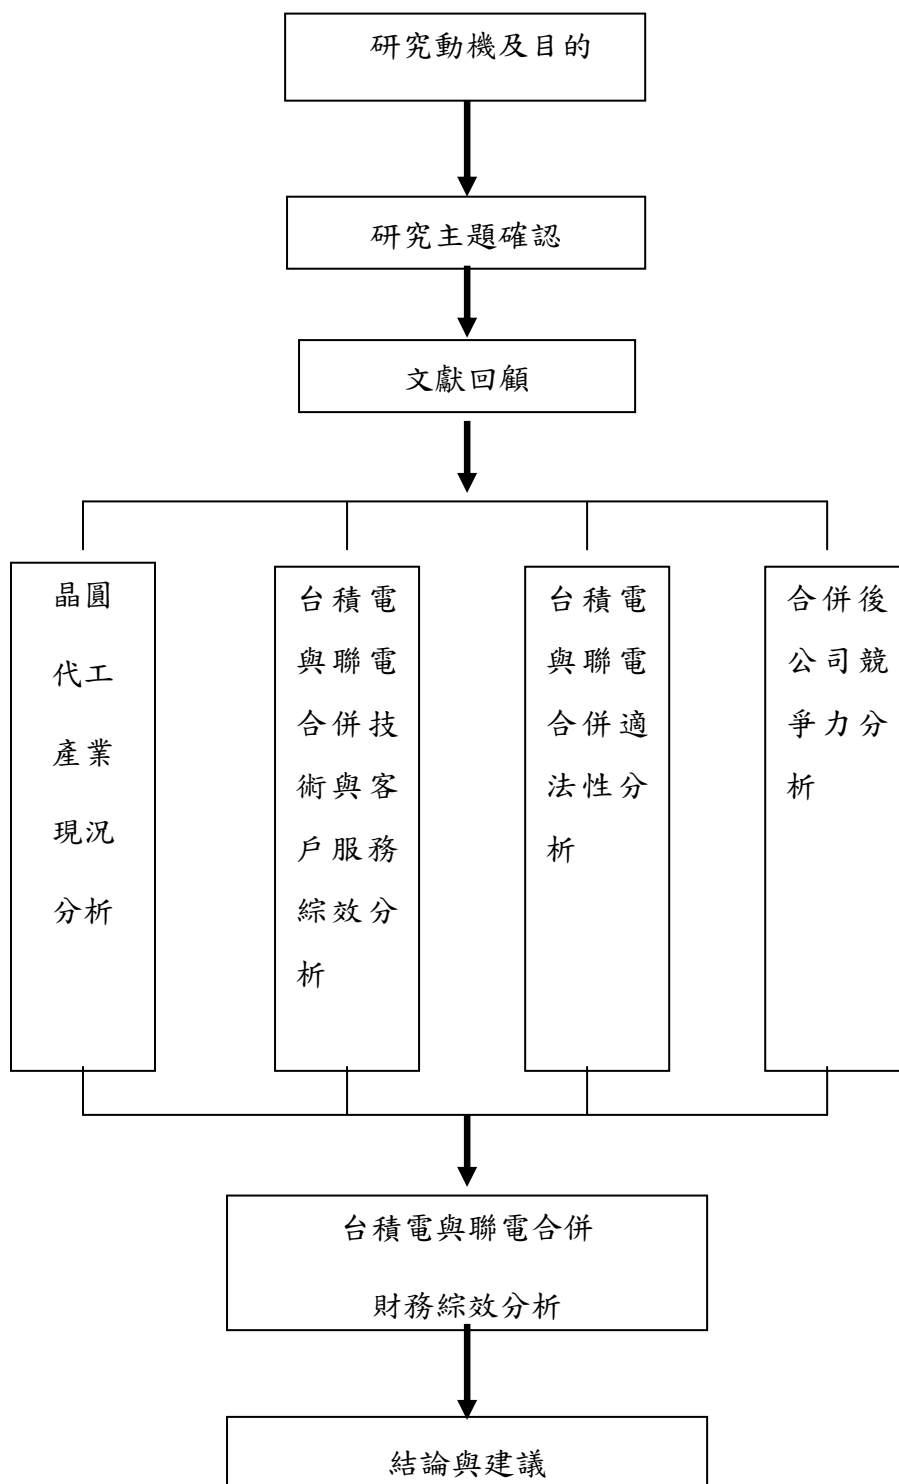 研究動機及目的
研究主題確認
文獻回顧
晶圓
代工
產業
現況
分析
台積電
與聯電
合併技
術與客
戶服務
綜效分
析
台積電
與聯電
合併適
法性分
析
合併後
公司競
爭力分
析
台積電與聯電合併
財務綜效分析
結論與建議